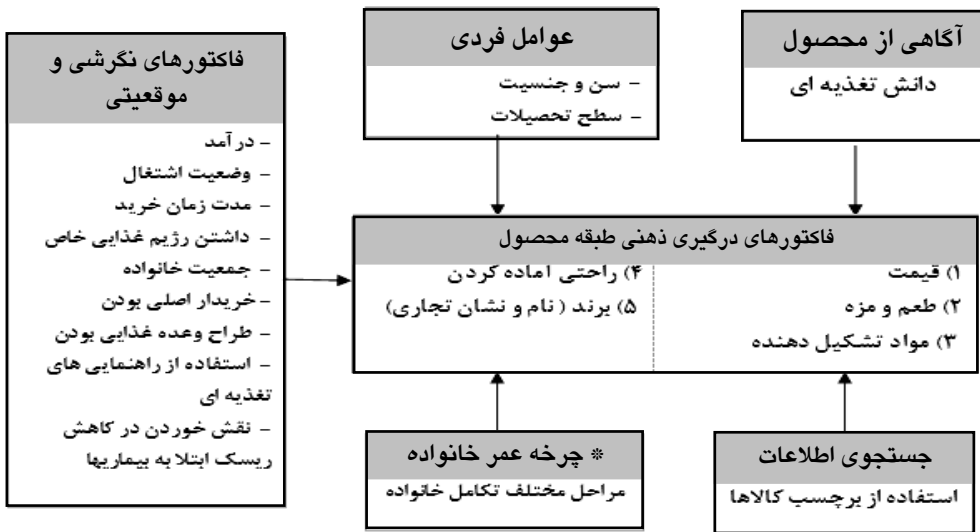 آگاهی از محصول
دانش تغذیه ای
عوامل فردی
- سن و جنسیت
- سطح تحصیلات
فاکتورهای نگرشی و
موقعیتی
- در آمد
- وضعیت اشتغال
- مدت زمان خرید
- داشتن رژیم غذایی خاص
- جمعیت خانواده
- خریدار اصلی بودن
- طراح وعده غذایی بودن
- استفاده از راهنمایی های
تغذیه ای
- نقش خوردن در کاهش
ریسک ابتلا به بیماریها
فاکتورهای درگیری ذهنی طبقه محصول
۱) قیمت
۲) طعم و مزه
۳) مواد تشکیل دهنده
۴) راحتی آماده کردن
۵) برند (نام و نشان تجاری)
جستجوی اطلاعات
استفاده از برچسب کالاها
* چرخه عمر خانواده
مراحل مختلف تکامل خانواده